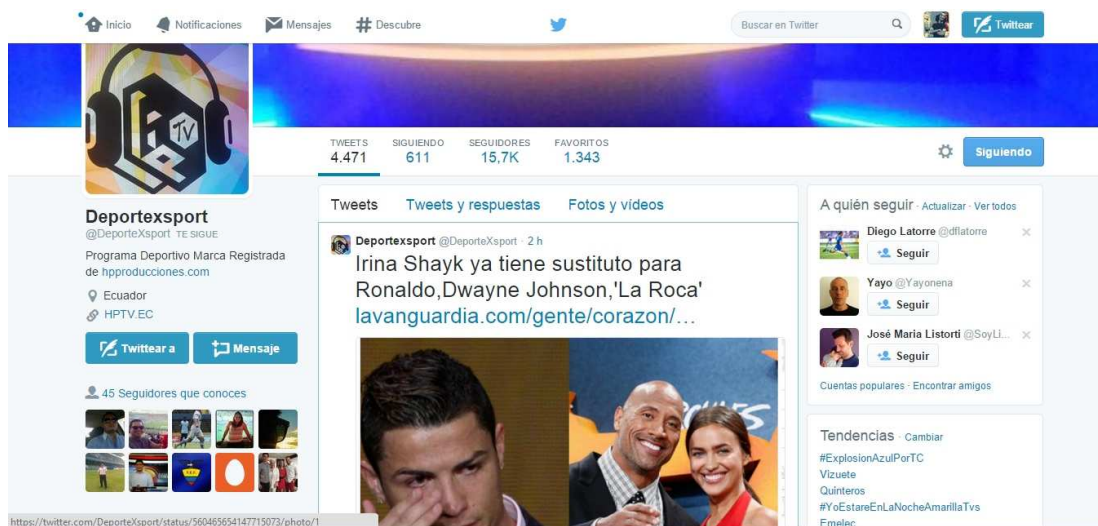 Inicio
Notificaciones
Mensajes
Descubre
Buscar en Twitter
Twittear
TV
TWEETS
4.471
SIGUIENDO
611
SEGUIDORES
15,7K
FAVORITOS
1.343
Siguiendo
Deportexsport
@DeporteXsport TE SIGUE
Programa Deportivo Marca Registrada
de hpproducciones.com
Ecuador
HPTV.EC
Twittear a
Mensaje
45 Seguidores que conoces
Tweets
Tweets y respuestas
Fotos y vídeos
Deportexsport @DeporteXsport · 2 h
Irina Shayk ya tiene sustituto para
Ronaldo,Dwayne Johnson,'La Roca'
lavanguardia.com/gente/corazon/…
A quién seguir · Actualizar · Ver todos
Diego Latorre @dflatorre
Seguir
Yayo @Yayonena
Seguir
José Maria Listorti @SoyLi...
Seguir
Cuentas populares · Encontrar amigos
Tendencias · Cambiar
#ExplosionAzulPorTC
Vizuete
Quinteros
#YoEstareEnLaNocheAmarillaTvs
Emelec
https://twitter.com/DeporteXsport/status/560465654147715073/photo/1